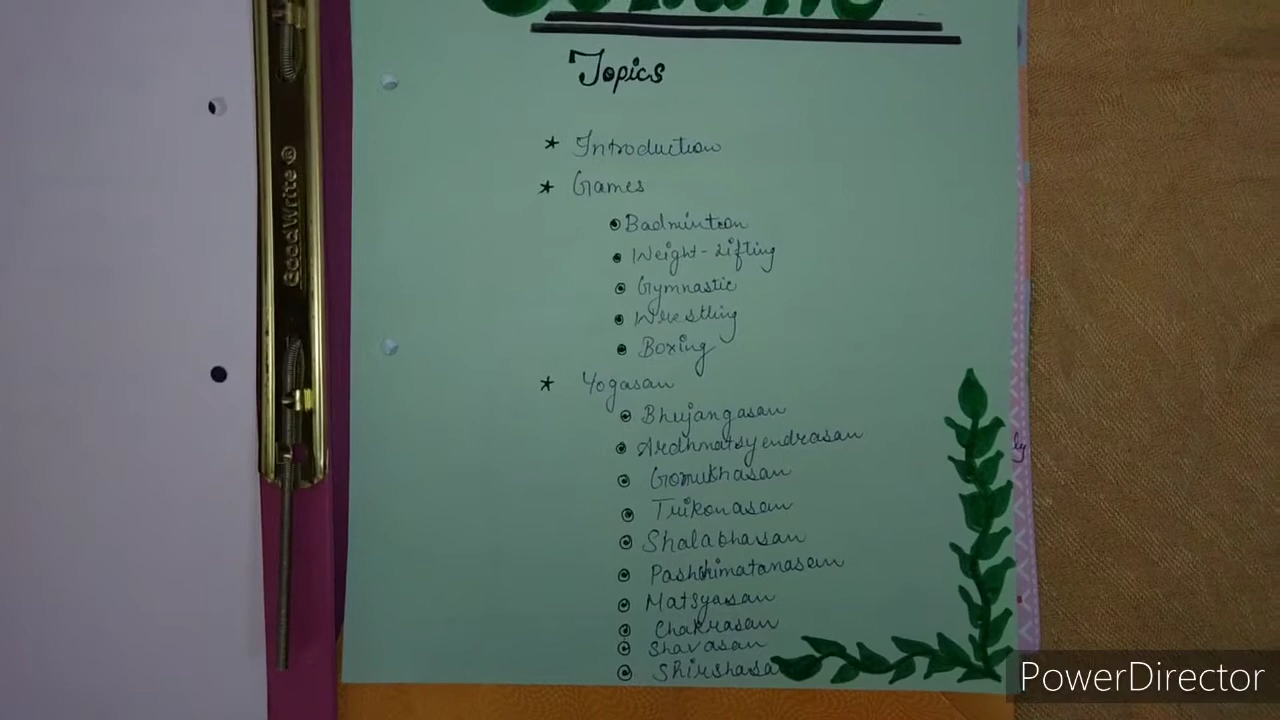 Topics
* Introduction
* Games
Badminton
Weight-Lifting
Gymnastic
Wrestling
Boxing
* Yogasan
Bhujangasan
Ardhmatsyendrasan
Gomukhasan
Trikonasan
Shalabhasan
Pashchimatanasan
Matsyasan
Chakrasan
Shavasan
Shirshasa
GoodWrite ®
PowerDirector